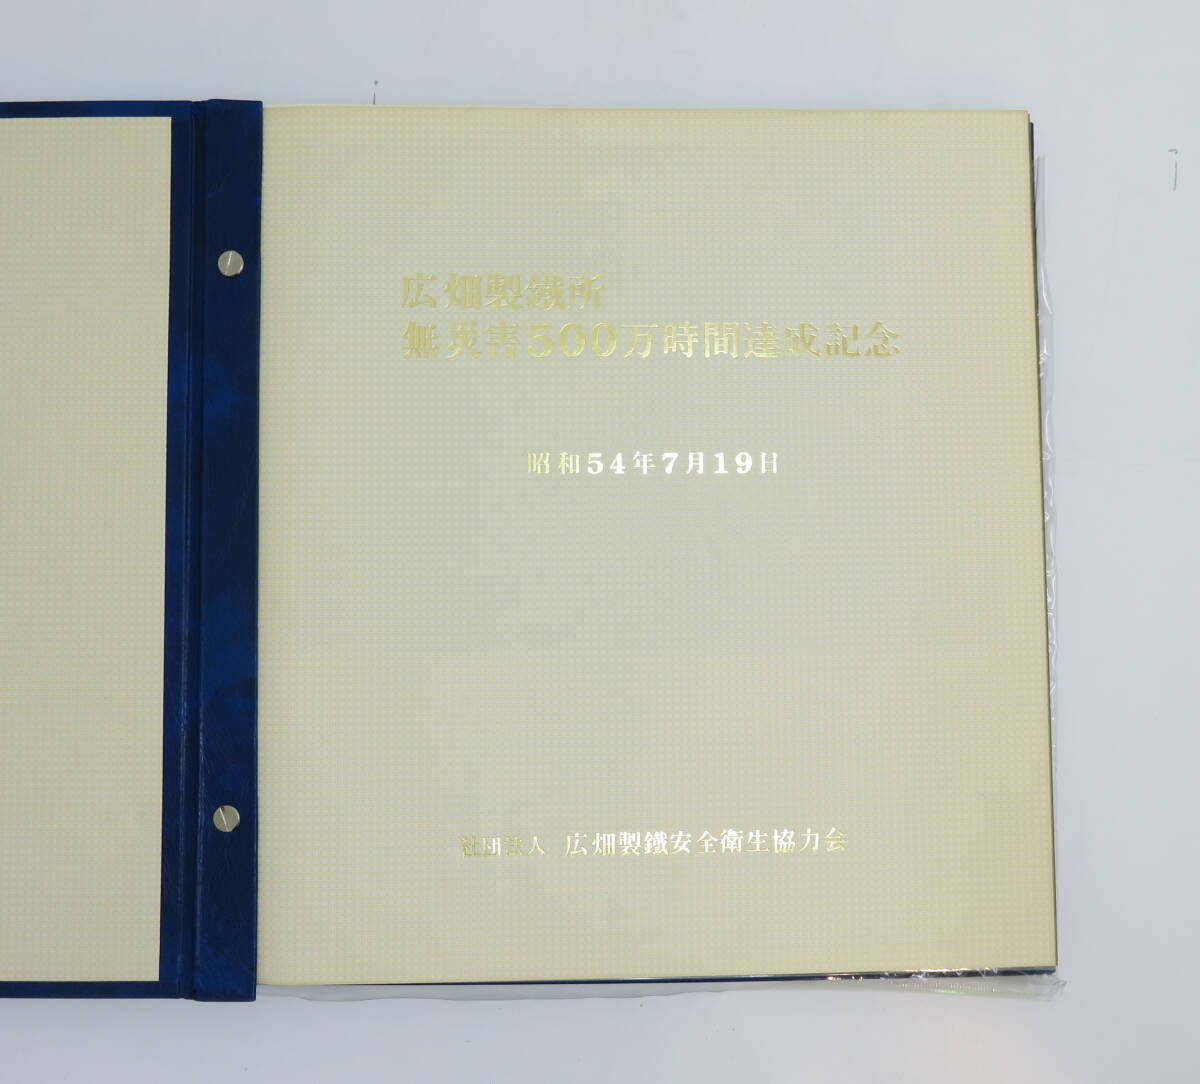 広畑製鐵所
無災害500万時間達成記念
昭和54年7月19日
社団法人 広畑製鐵安全衛生協力会